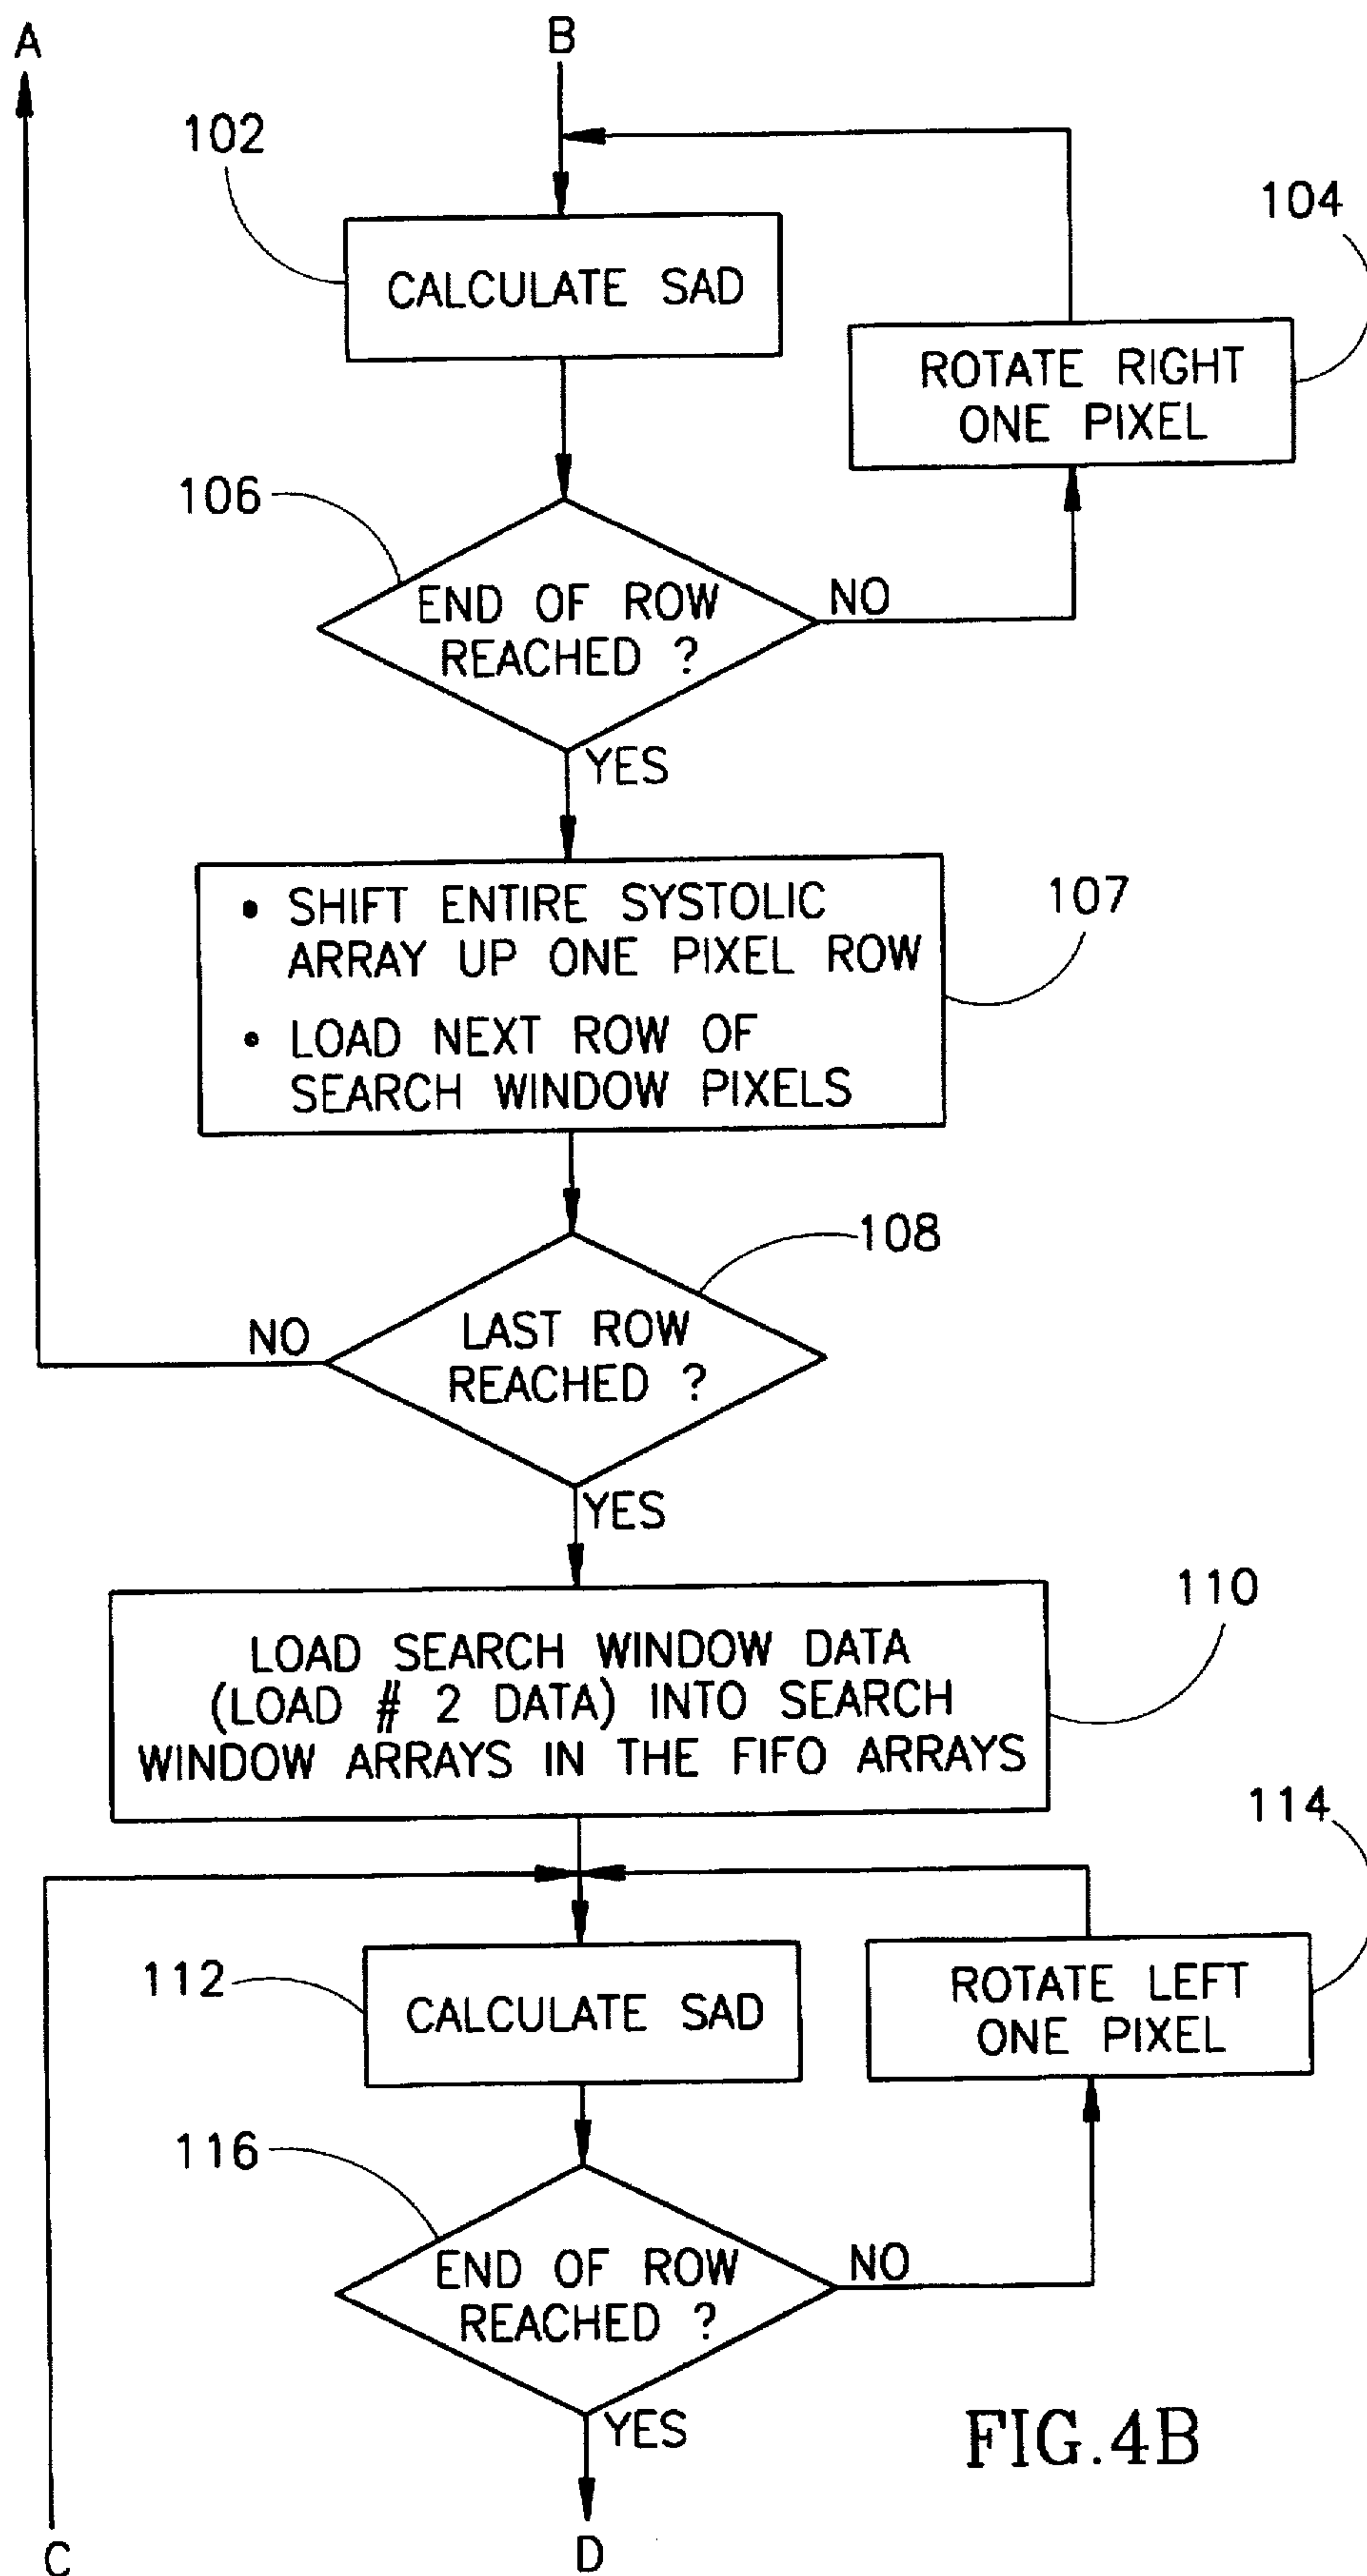 A
B
102
CALCULATE SAD
104
ROTATE RIGHT
ONE PIXEL
106
END OF ROW
REACHED ?
NO
YES
107
• SHIFT ENTIRE SYSTOLIC
ARRAY UP ONE PIXEL ROW
• LOAD NEXT ROW OF
SEARCH WINDOW PIXELS
108
LAST ROW
REACHED ?
NO
YES
110
LOAD SEARCH WINDOW DATA
(LOAD # 2 DATA) INTO SEARCH
WINDOW ARRAYS IN THE FIFO ARRAYS
114
112
CALCULATE SAD
ROTATE LEFT
ONE PIXEL
116
END OF ROW
REACHED ?
NO
YES
FIG.4B
C
D